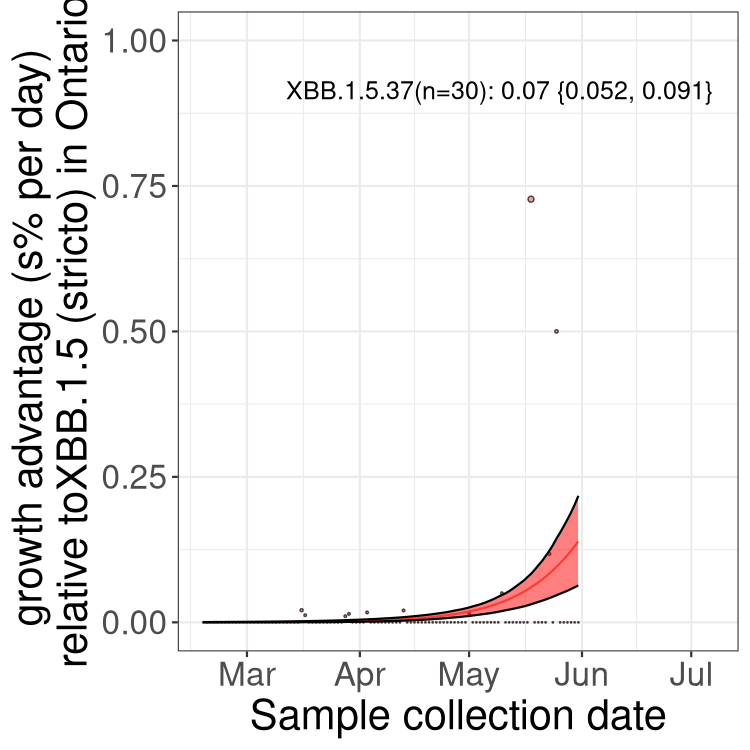 growth advantage (s% per day)
relative toXBB.1.5 (stricto) in Ontario
1.00
0.75
0.50
0.25
0.00
XBB.1.5.37(n=30): 0.07 {0.052, 0.091}
Mar Apr May Jun Jul
Sample collection date